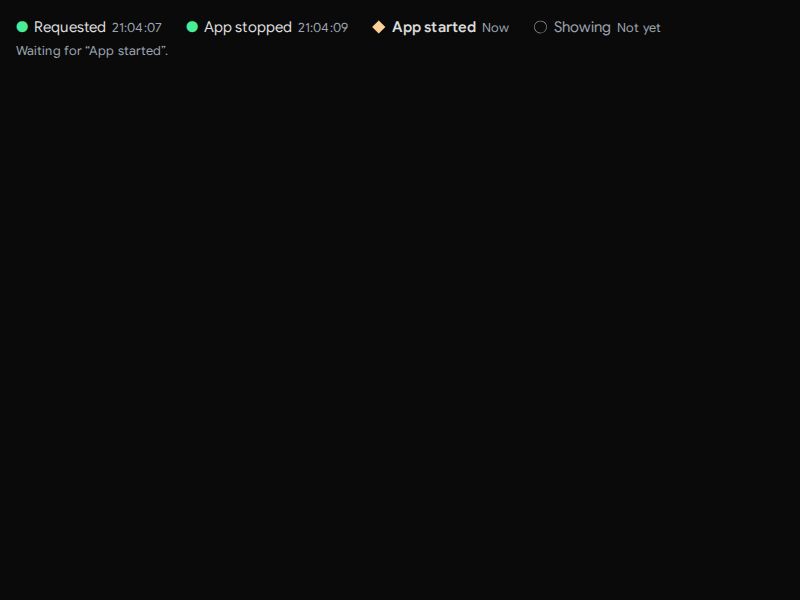 Requested 21:04:07 App stopped 21:04:09 App started Now Showing Not yet
Waiting for “App started”.